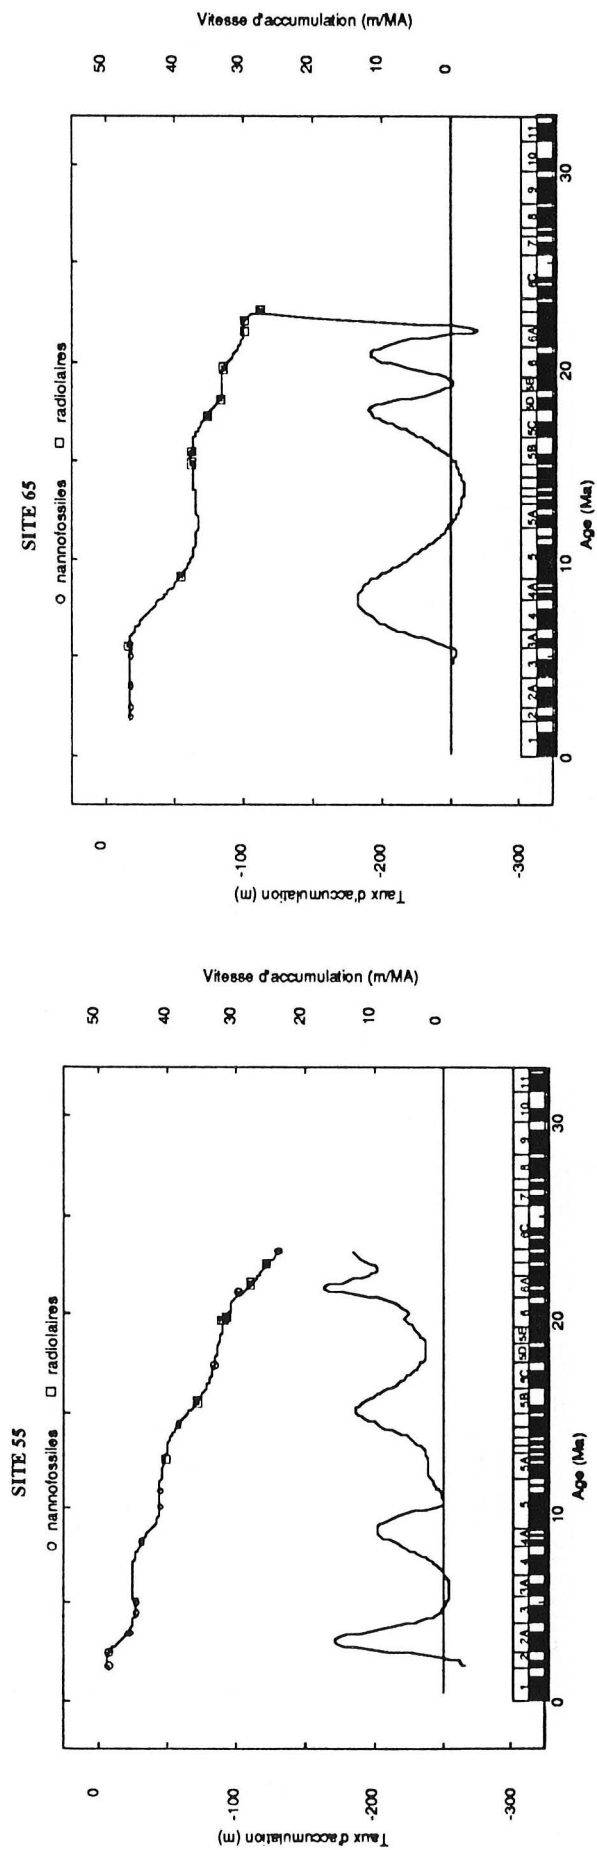 SITE 55
o nannofossiles □ radiolaires
Taux d'accumulation (m)
0
-100
-200
-300
Vitesse d'accumulation (m/MA)
50
40
30
20
10
0
1 2 2A 3 3A 4 4A 5 5A 5B 5C 5D 5E 6 6A 6C 7 8 9 10 11
0 10 20 30
Age (Ma)
SITE 65
o nannofossiles □ radiolaires
Taux d'accumulation (m)
0
-100
-200
-300
Vitesse d'accumulation (m/MA)
50
40
30
20
10
0
1 2 2A 3 3A 4 4A 5 5A 5B 5C 5D 5E 6 6A 6C 7 8 9 10 11
0 10 20 30
Age (Ma)